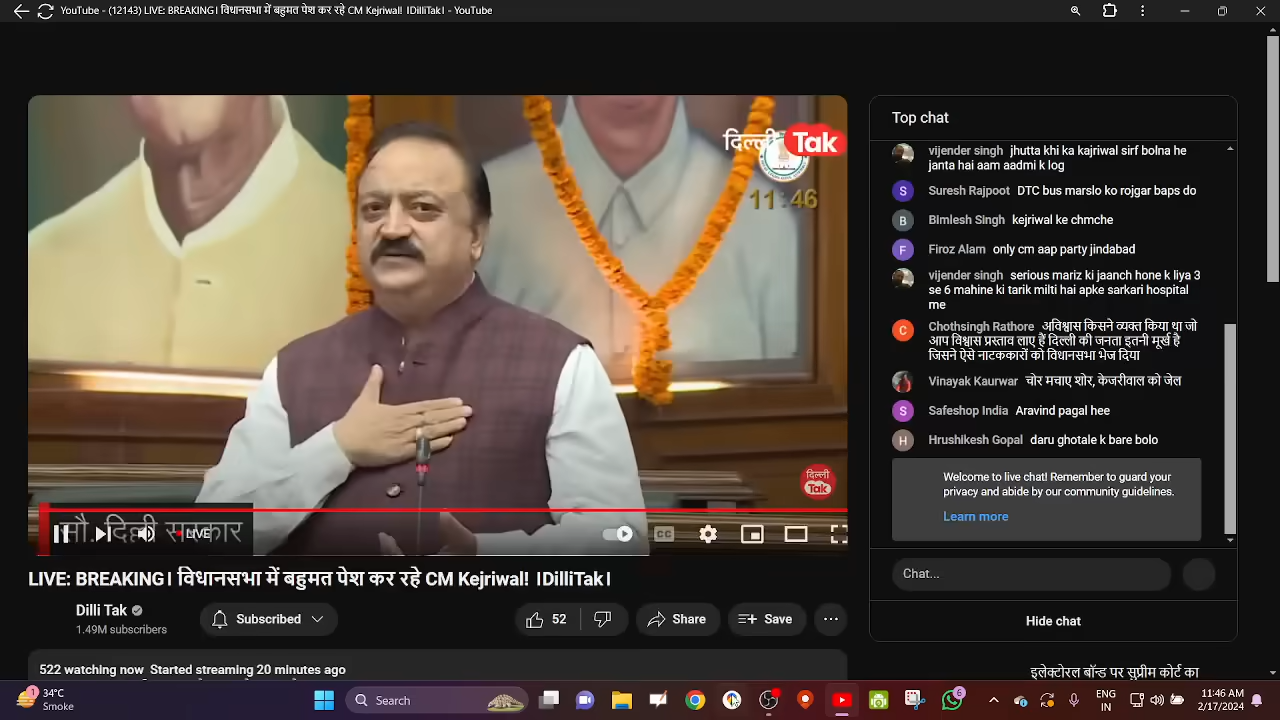 YouTube - (12143) LIVE: BREAKING। विधानसभा में बहुमत पेश कर रहे CM Kejriwal! ।DilliTak। - YouTube
दिल्ली Tak
11:46
दिल्ली
Tak
सौ. दिल्ली सरकार
LIVE
CC
LIVE: BREAKING। विधानसभा में बहुमत पेश कर रहे CM Kejriwal! ।DilliTak।
Dilli Tak
1.49M subscribers
Subscribed
52
Share
Save
522 watching now Started streaming 20 minutes ago
Top chat
vijender singh jhutta khi ka kajriwal sirf bolna he
janta hai aam aadmi k log
S Suresh Rajpoot DTC bus marslo ko rojgar baps do
B Bimlesh Singh kejriwal ke chmche
F Firoz Alam only cm aap party jindabad
vijender singh serious mariz ki jaanch hone k liya 3
se 6 mahine ki tarik milti hai apke sarkari hospital
me
C Chothsingh Rathore अविश्वास किसने व्यक्त किया था जो
आप विश्वास प्रस्ताव लाए हैं दिल्ली की जनता इतनी मूर्ख है
जिसने ऐसे नाटककारों को विधानसभा भेज दिया
Vinayak Kaurwar चोर मचाए शोर, केजरीवाल को जेल
S Safeshop India Aravind pagal hee
H Hrushikesh Gopal daru ghotale k bare bolo
Welcome to live chat! Remember to guard your
privacy and abide by our community guidelines.
Learn more
Chat...
Hide chat
इलेक्टोरल बॉन्ड पर सुप्रीम कोर्ट का
1
34°C
Smoke
Search
6
ENG
IN
11:46 AM
2/17/2024